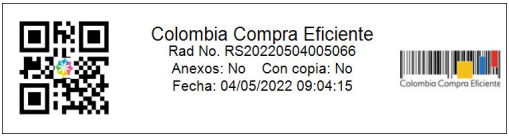 Colombia Compra Eficiente
Rad No. RS20220504005066
Anexos: No Con copia: No
Fecha: 04/05/2022 09:04:15
Colombia Compra Eficiente